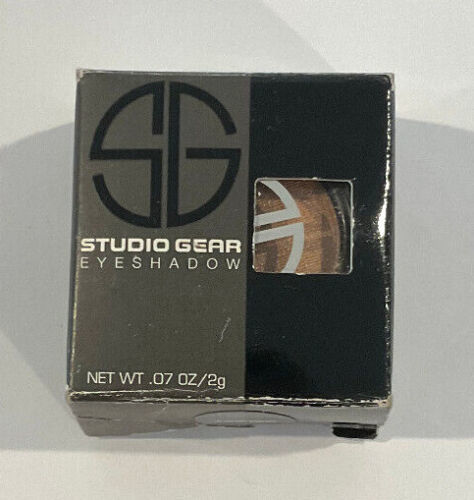 SG
STUDIO GEAR
EYESHADOW
NET WT .07 OZ/2g